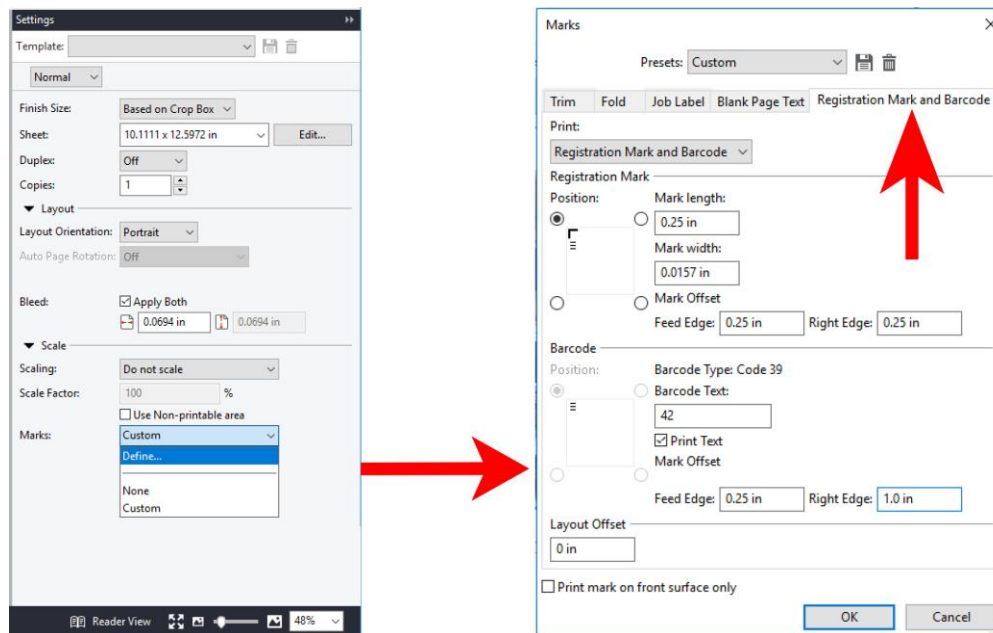 Settings
Template:
Normal
Finish Size: Based on Crop Box
Sheet: 10.1111 x 12.5972 in Edit...
Duplex: Off
Copies: 1
Layout
Layout Orientation: Portrait
Auto Page Rotation: Off
Bleed: Apply Both
0.0694 in 0.0694 in
Scale
Scaling: Do not scale
Scale Factor: 100 %
Use Non-printable area
Marks: Custom
Define...
None
Custom
Reader View 48%
Marks
Presets: Custom
Trim Fold Job Label Blank Page Text Registration Mark and Barcode
Print:
Registration Mark and Barcode
Registration Mark
Position: Mark length:
0.25 in
Mark width:
0.0157 in
Mark Offset
Feed Edge: 0.25 in Right Edge: 0.25 in
Barcode
Position: Barcode Type: Code 39
Barcode Text:
42
Print Text
Mark Offset
Feed Edge: 0.25 in Right Edge: 1.0 in
Layout Offset
0 in
Print mark on front surface only
OK Cancel